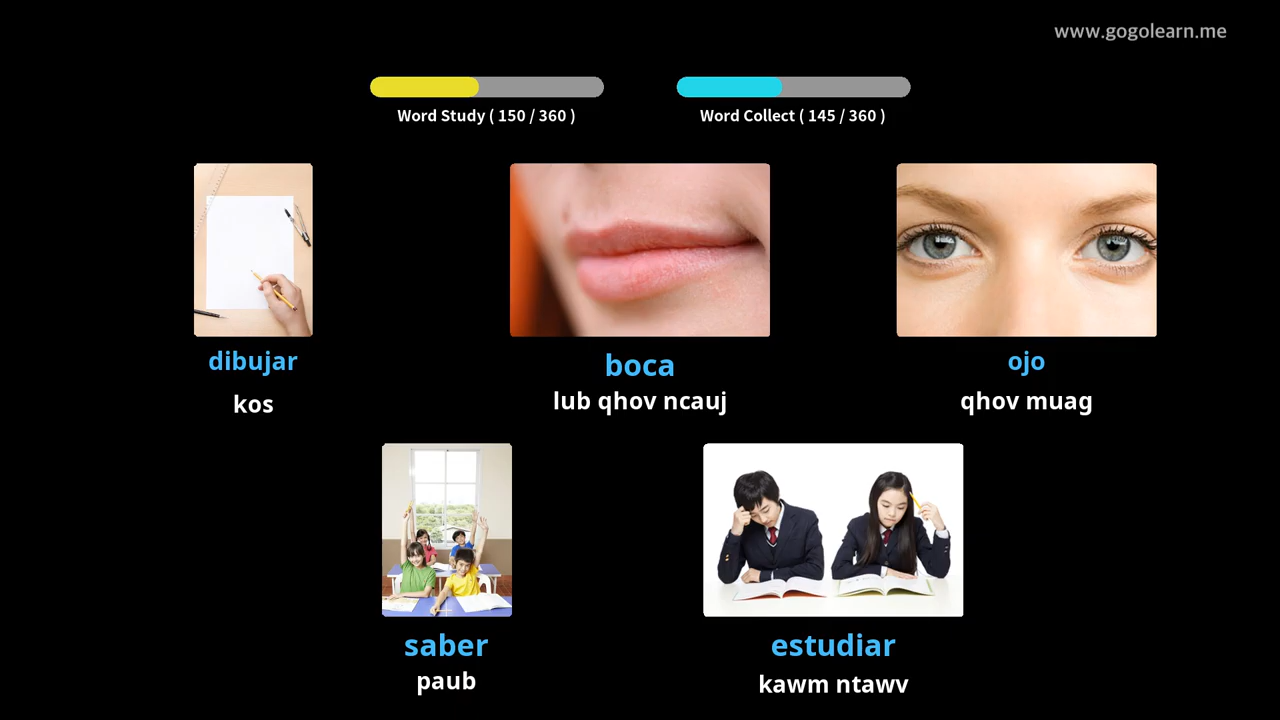 www.gogolearn.me
Word Study ( 150 / 360 )
Word Collect ( 145 / 360 )
dibujar
kos
boca
lub qhov ncauj
ojo
qhov muag
saber
paub
estudiar
kawm ntawv